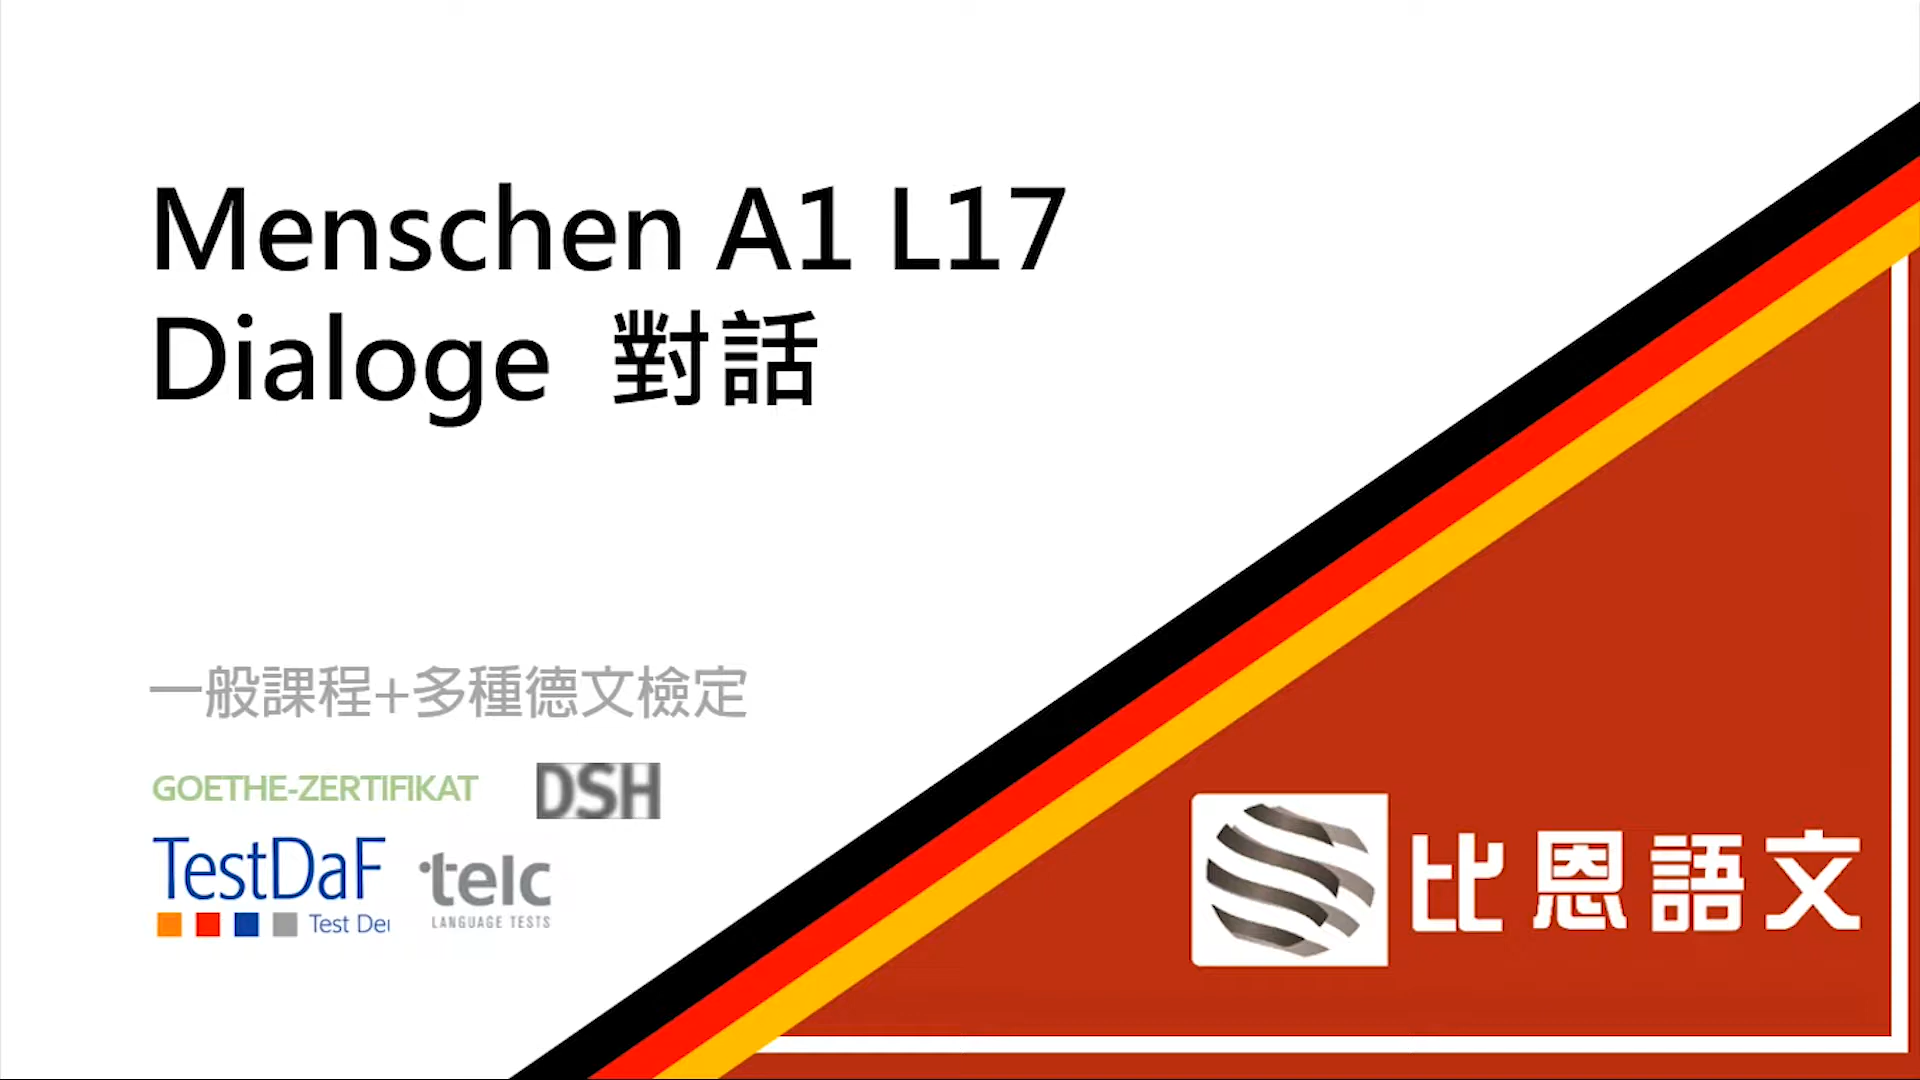 Menschen A1 L17
Dialoge 對話
一般課程+多種德文檢定
GOETHE-ZERTIFIKAT
DSH
TestDaF
Test
telc
LANGUAGE TESTS
比恩語文